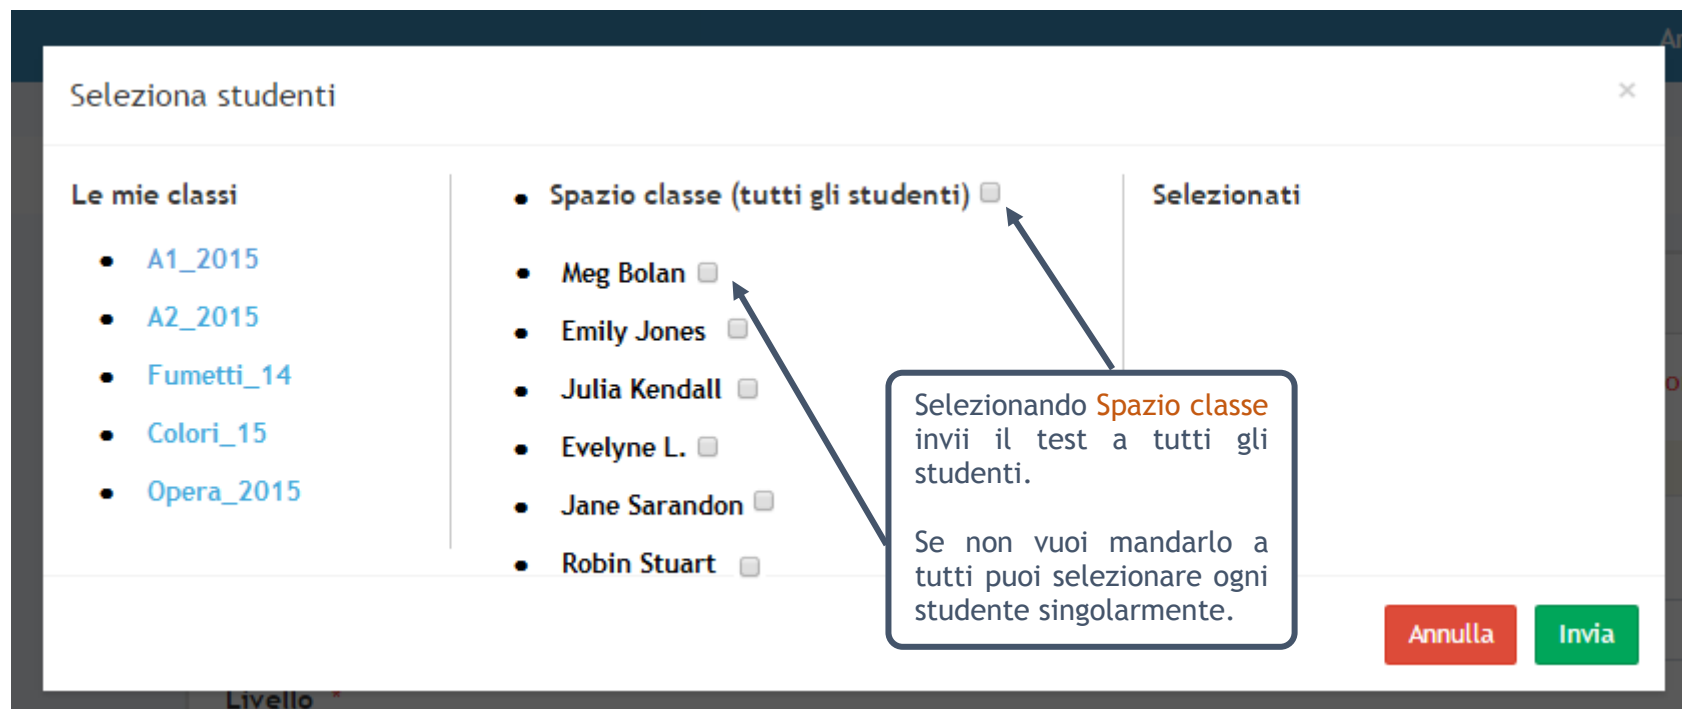 Seleziona studenti
×
Le mie classi
A1_2015
A2_2015
Fumetti_14
Colori_15
Opera_2015
Spazio classe (tutti gli studenti)
Meg Bolan
Emily Jones
Julia Kendall
Evelyne L.
Jane Sarandon
Robin Stuart
Selezionati
Selezionando Spazio classe
invii il test a tutti gli
studenti.
Se non vuoi mandarlo a
tutti puoi selezionare ogni
studente singolarmente.
Annulla
Invia
Livello *